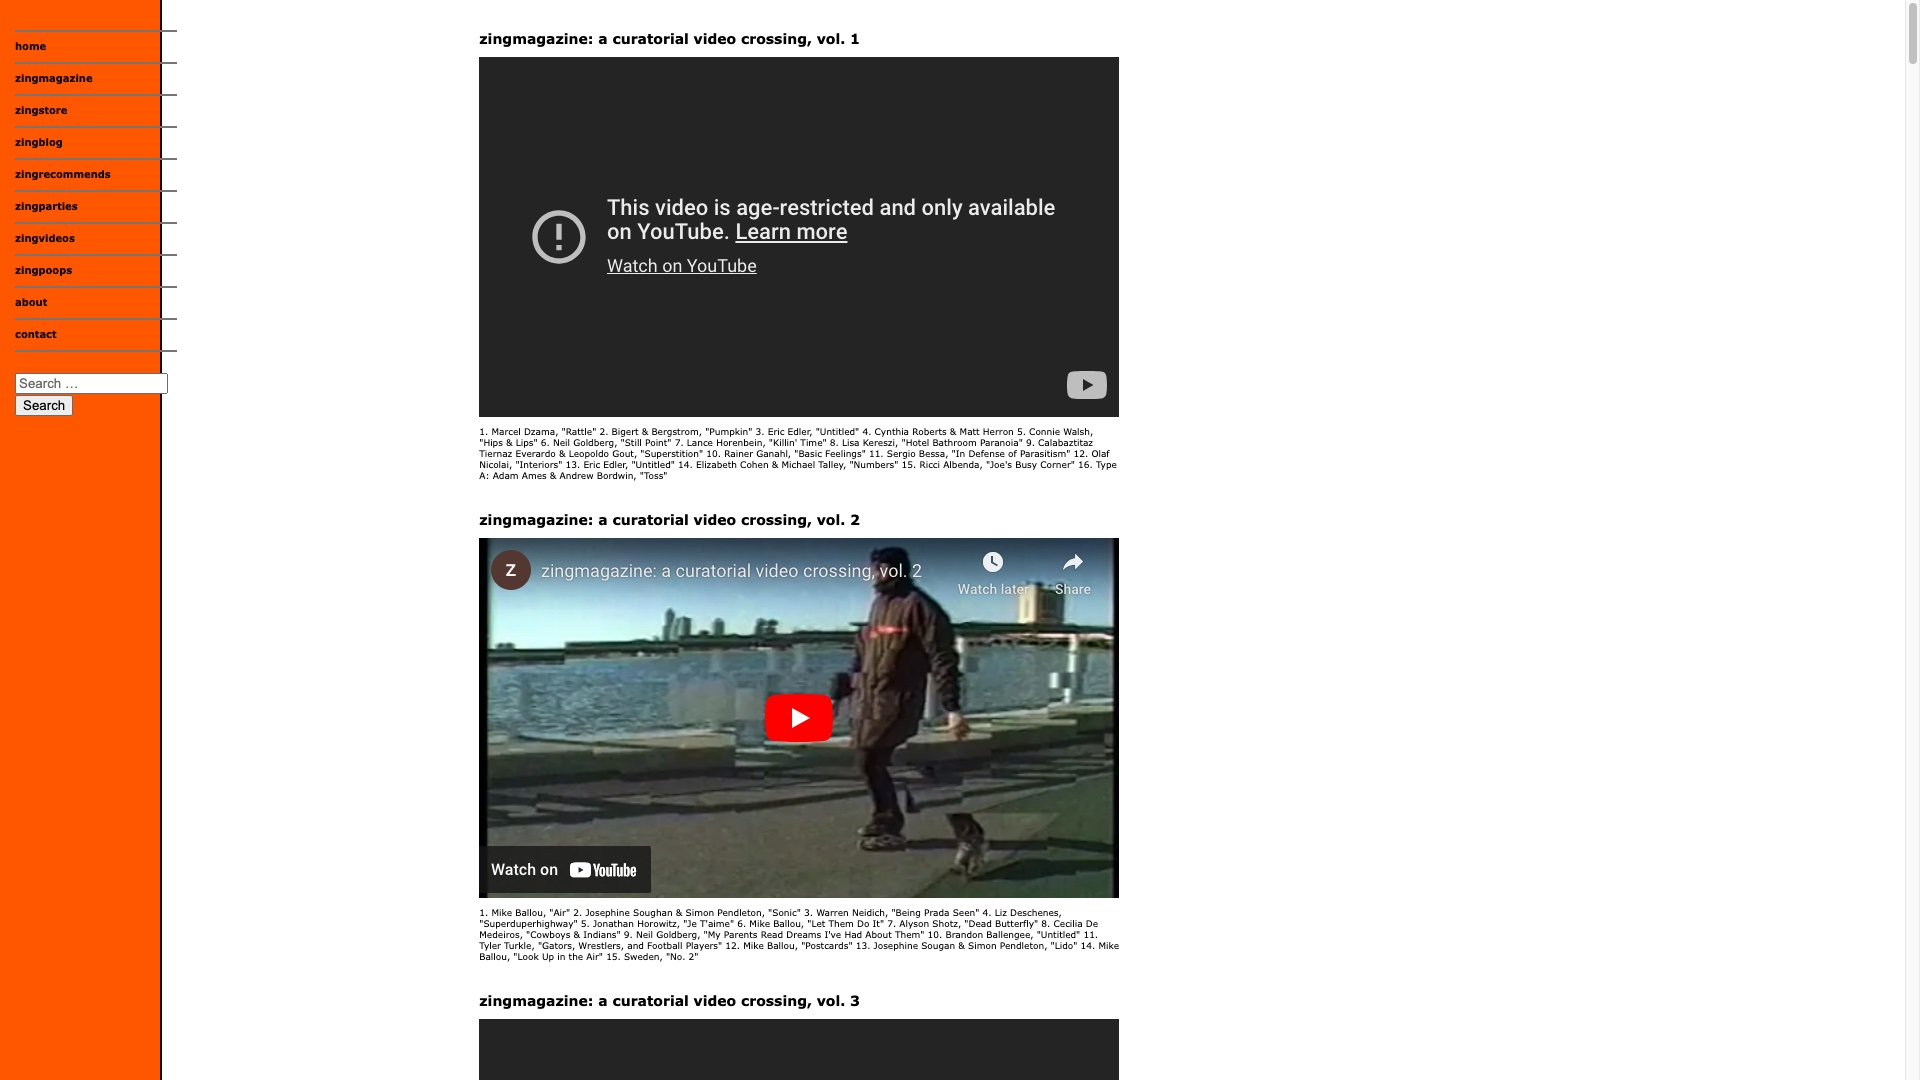 home
zingmagazine
zingstore
zingblog
zingrecommends
zingparties
zingvideos
zingpoops
about
contact
Search …
Search
zingmagazine: a curatorial video crossing, vol. 1
This video is age-restricted and only available
on YouTube. Learn more
Watch on YouTube
1. Marcel Dzama, "Rattle" 2. Bigert & Bergstrom, "Pumpkin" 3. Eric Edler, "Untitled" 4. Cynthia Roberts & Matt Herron 5. Connie Walsh,
"Hips & Lips" 6. Neil Goldberg, "Still Point" 7. Lance Horenbein, "Killin' Time" 8. Lisa Kereszi, "Hotel Bathroom Paranoia" 9. Calabaztitaz
Tiernaz Everardo & Leopoldo Gout, "Superstition" 10. Rainer Ganahl, "Basic Feelings" 11. Sergio Bessa, "In Defense of Parasitism" 12. Olaf
Nicolai, "Interiors" 13. Eric Edler, "Untitled" 14. Elizabeth Cohen & Michael Talley, "Numbers" 15. Ricci Albenda, "Joe's Busy Corner" 16. Type
A: Adam Ames & Andrew Bordwin, "Toss"
zingmagazine: a curatorial video crossing, vol. 2
Z
zingmagazine: a curatorial video crossing, vol. 2
Watch later
Share
Watch on YouTube
1. Mike Ballou, "Air" 2. Josephine Soughan & Simon Pendleton, "Sonic" 3. Warren Neidich, "Being Prada Seen" 4. Liz Deschenes,
"Superduperhighway" 5. Jonathan Horowitz, "Je T'aime" 6. Mike Ballou, "Let Them Do It" 7. Alyson Shotz, "Dead Butterfly" 8. Cecilia De
Medeiros, "Cowboys & Indians" 9. Neil Goldberg, "My Parents Read Dreams I've Had About Them" 10. Brandon Ballengee, "Untitled" 11.
Tyler Turkle, "Gators, Wrestlers, and Football Players" 12. Mike Ballou, "Postcards" 13. Josephine Sougan & Simon Pendleton, "Lido" 14. Mike
Ballou, "Look Up in the Air" 15. Sweden, "No. 2"
zingmagazine: a curatorial video crossing, vol. 3